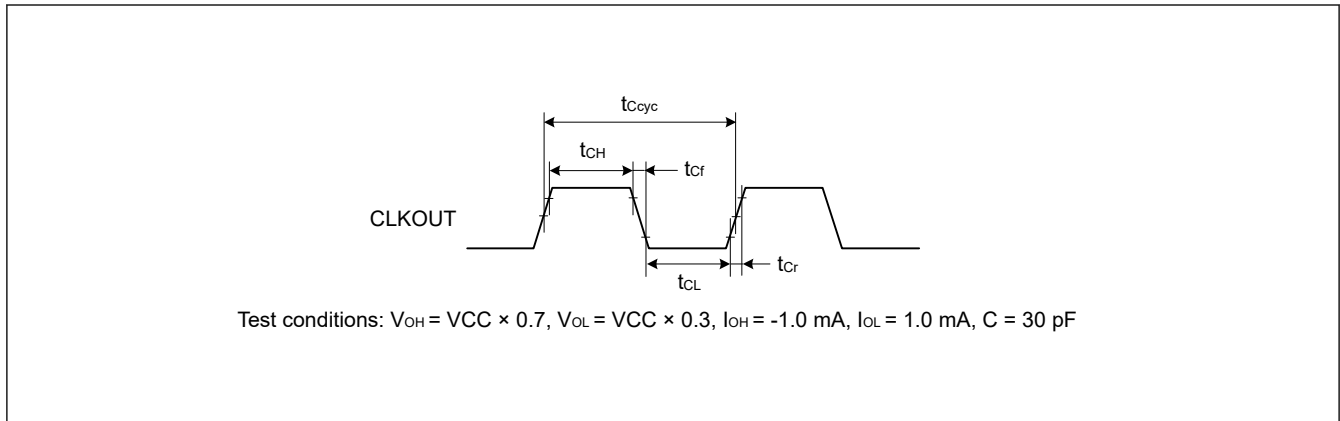 tCcyc
tCH
tCf
CLKOUT
tCr
tCL
Test conditions: VOH = VCC × 0.7, VOL = VCC × 0.3, IOH = -1.0 mA, IOL = 1.0 mA, C = 30 pF